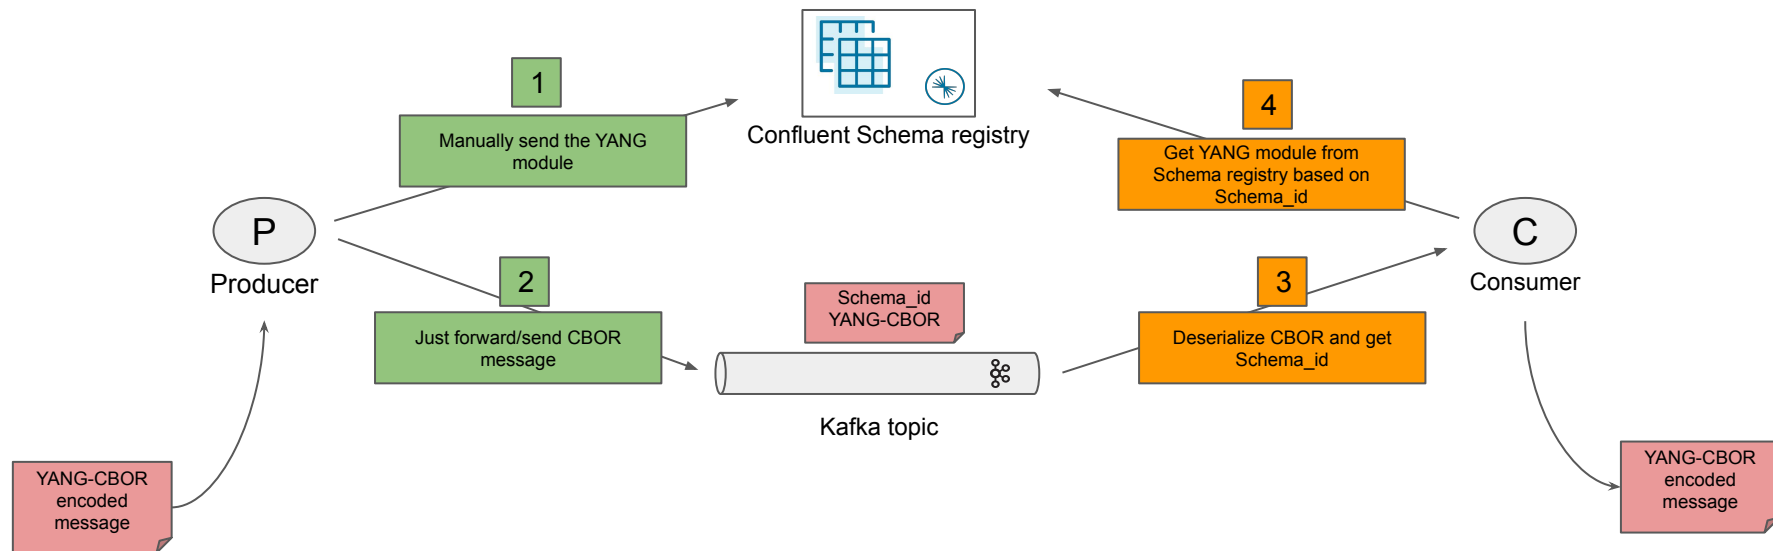 1
Manually send the YANG
module
Confluent Schema registry
4
Get YANG module from
Schema registry based on
Schema_id
P
Producer
C
Consumer
2
Just forward/send CBOR
message
Schema_id
YANG-CBOR
3
Deserialize CBOR and get
Schema_id
Kafka topic
YANG-CBOR
encoded
message
YANG-CBOR
encoded
message